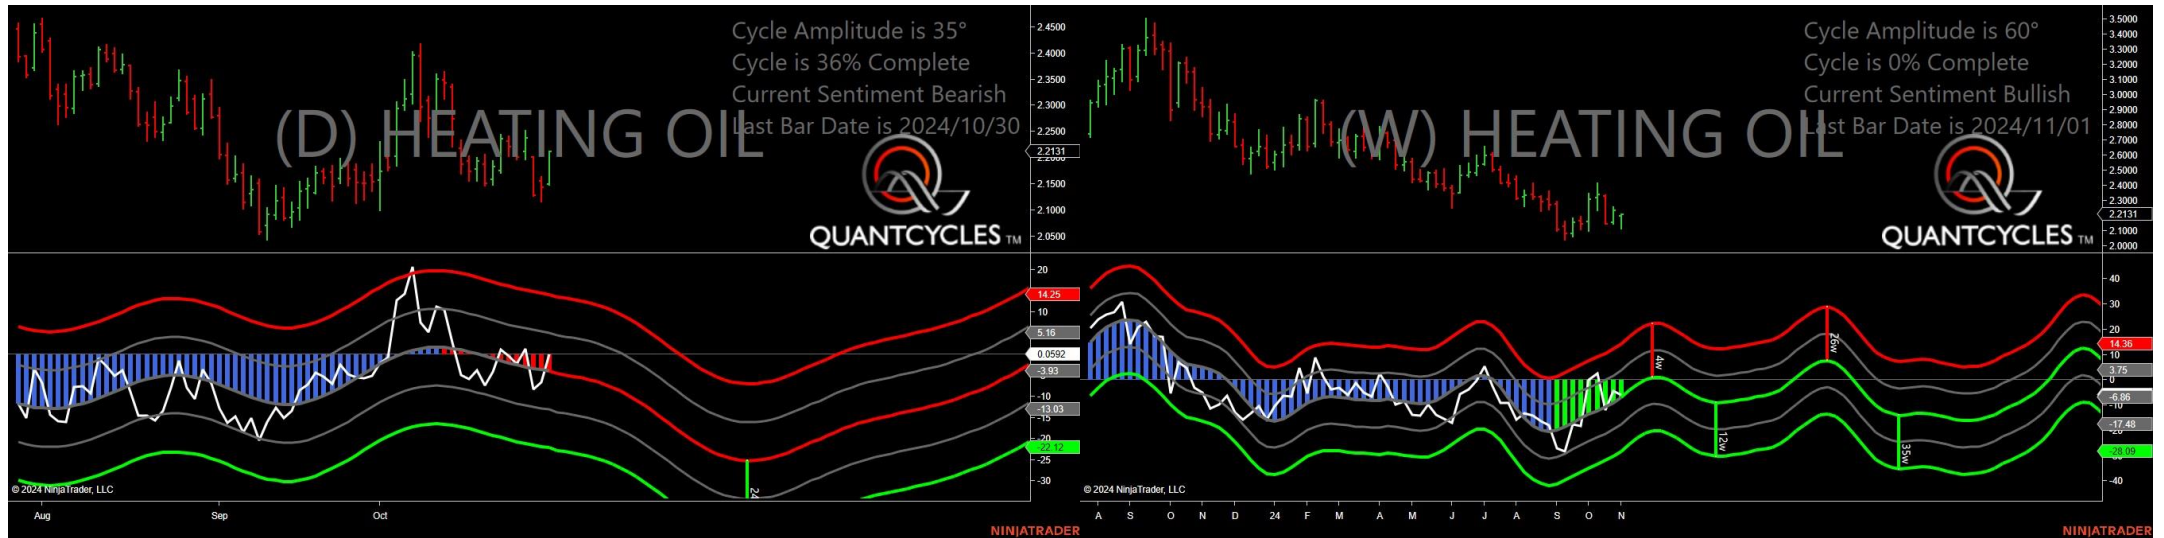 Cycle Amplitude is 35°
Cycle is 36% Complete
Current Sentiment Bearish
Last Bar Date is 2024/10/30
(D) HEATING OIL
QUANTCYCLES TM
2.4500
2.4000
2.3500
2.3000
2.2500
2.2131
2.2000
2.1500
2.1000
2.0500
20
14.25
10
5.16
0.0592
-3.93
-5
-10
-13.03
-15
-20
-22.12
-25
-30
24
© 2024 NinjaTrader, LLC
Aug Sep Oct
NINJATRADER
Cycle Amplitude is 60°
Cycle is 0% Complete
Current Sentiment Bullish
Last Bar Date is 2024/11/01
(W) HEATING OIL
QUANTCYCLES TM
3.5000
3.4000
3.3000
3.2000
3.1000
3.0000
2.9000
2.8000
2.7000
2.6000
2.5000
2.4000
2.3000
2.2131
2.1000
2.0000
40
30
20
14.36
10
3.75
0
-6.86
-10
-17.48
-20
-28.09
-40
4w
12w
26w
35w
© 2024 NinjaTrader, LLC
A S O N D 24 F M A M J J A S O N
NINJATRADER